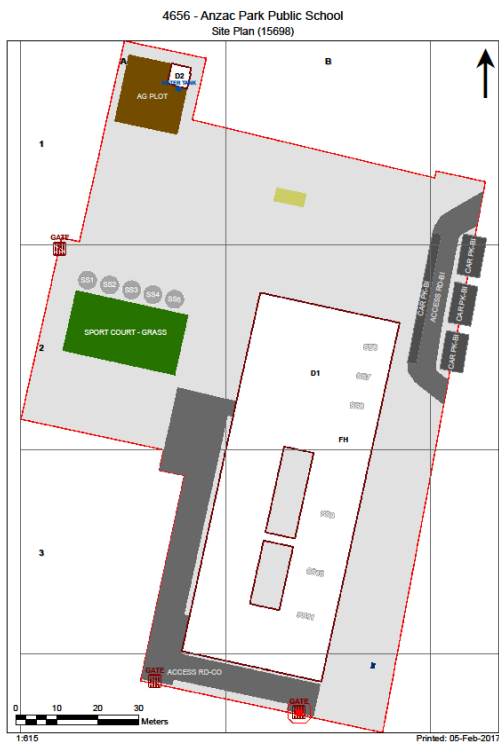 4656 - Anzac Park Public School
Site Plan (15698)
A
B
D2
WATER TANK
AG PLOT
1
GATE
SS1
SS2
SS3
SS4
SS5
SPORT COURT - GRASS
2
CAR PK-BI
CAR PK-BI
ACCESS RD-BI
CAR PK-BI
CAR PK-BI
D1
FH
3
GATE
ACCESS RD-CO
GATE
0 10 20 30
Meters
1:615
Printed: 05-Feb-2017